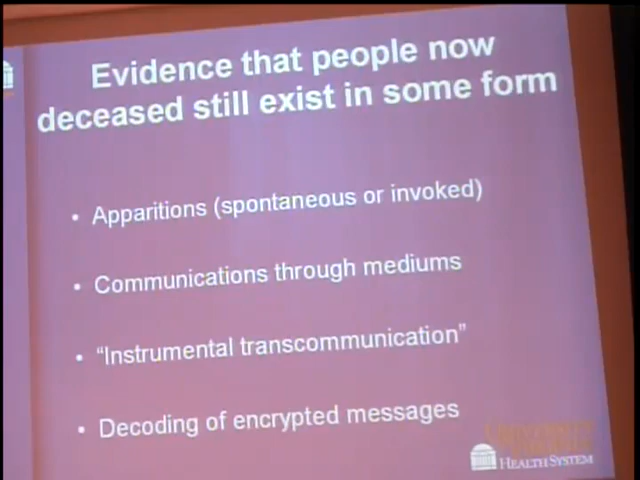 Evidence that people now
deceased still exist in some form
• Apparitions (spontaneous or invoked)
• Communications through mediums
• “Instrumental transcommunication”
• Decoding of encrypted messages
HEALTH SYSTEM